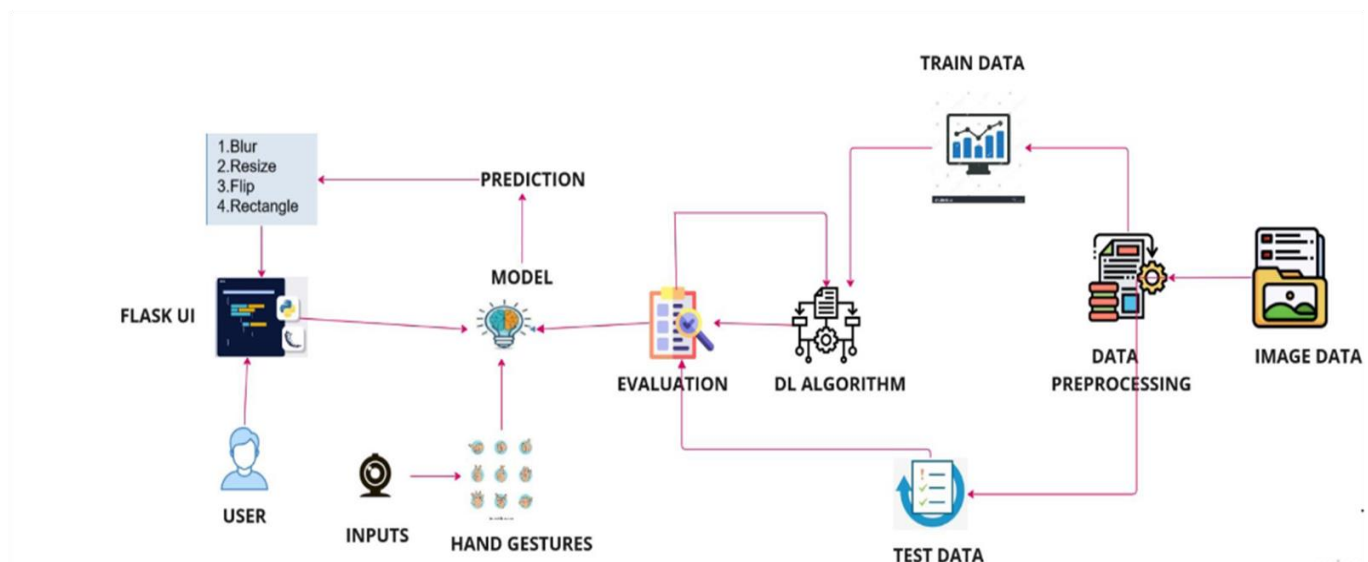 TRAIN DATA
1.Blur
2.Resize
3.Flip
4.Rectangle
PREDICTION
MODEL
FLASK UI
EVALUATION
DL ALGORITHM
DATA
PREPROCESSING
IMAGE DATA
USER
INPUTS
HAND GESTURES
TEST DATA